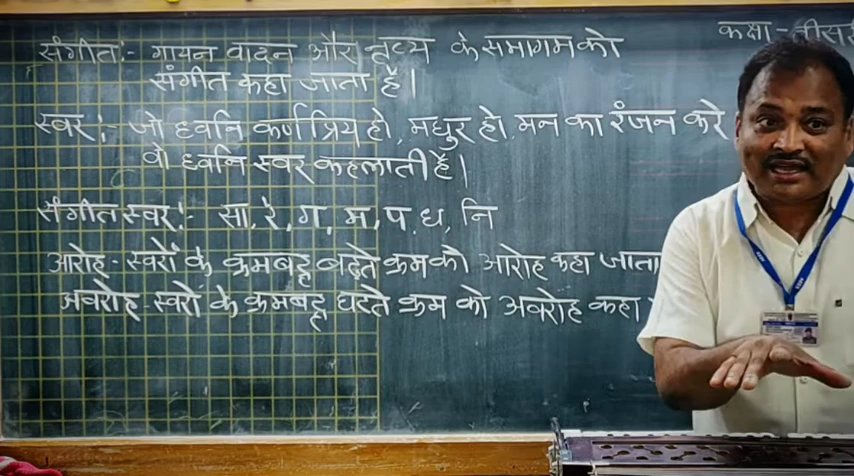 कक्षा - तीसरी
संगीत :- गायन वादन और नृत्य के समागम को
संगीत कहा जाता है।
स्वर :- जो ध्वनि कर्ण प्रिय हो, मधुर हो, मन का रंजन करे
वो ध्वनि स्वर कहलाती है।
संगीत स्वर :- सा, रे, ग, म, प, ध, नि
आरोह - स्वरों के क्रमबद्ध बढ़ते क्रम को आरोह कहा जाता
अवरोह - स्वरों के क्रमबद्ध घटते क्रम को अवरोह कहा